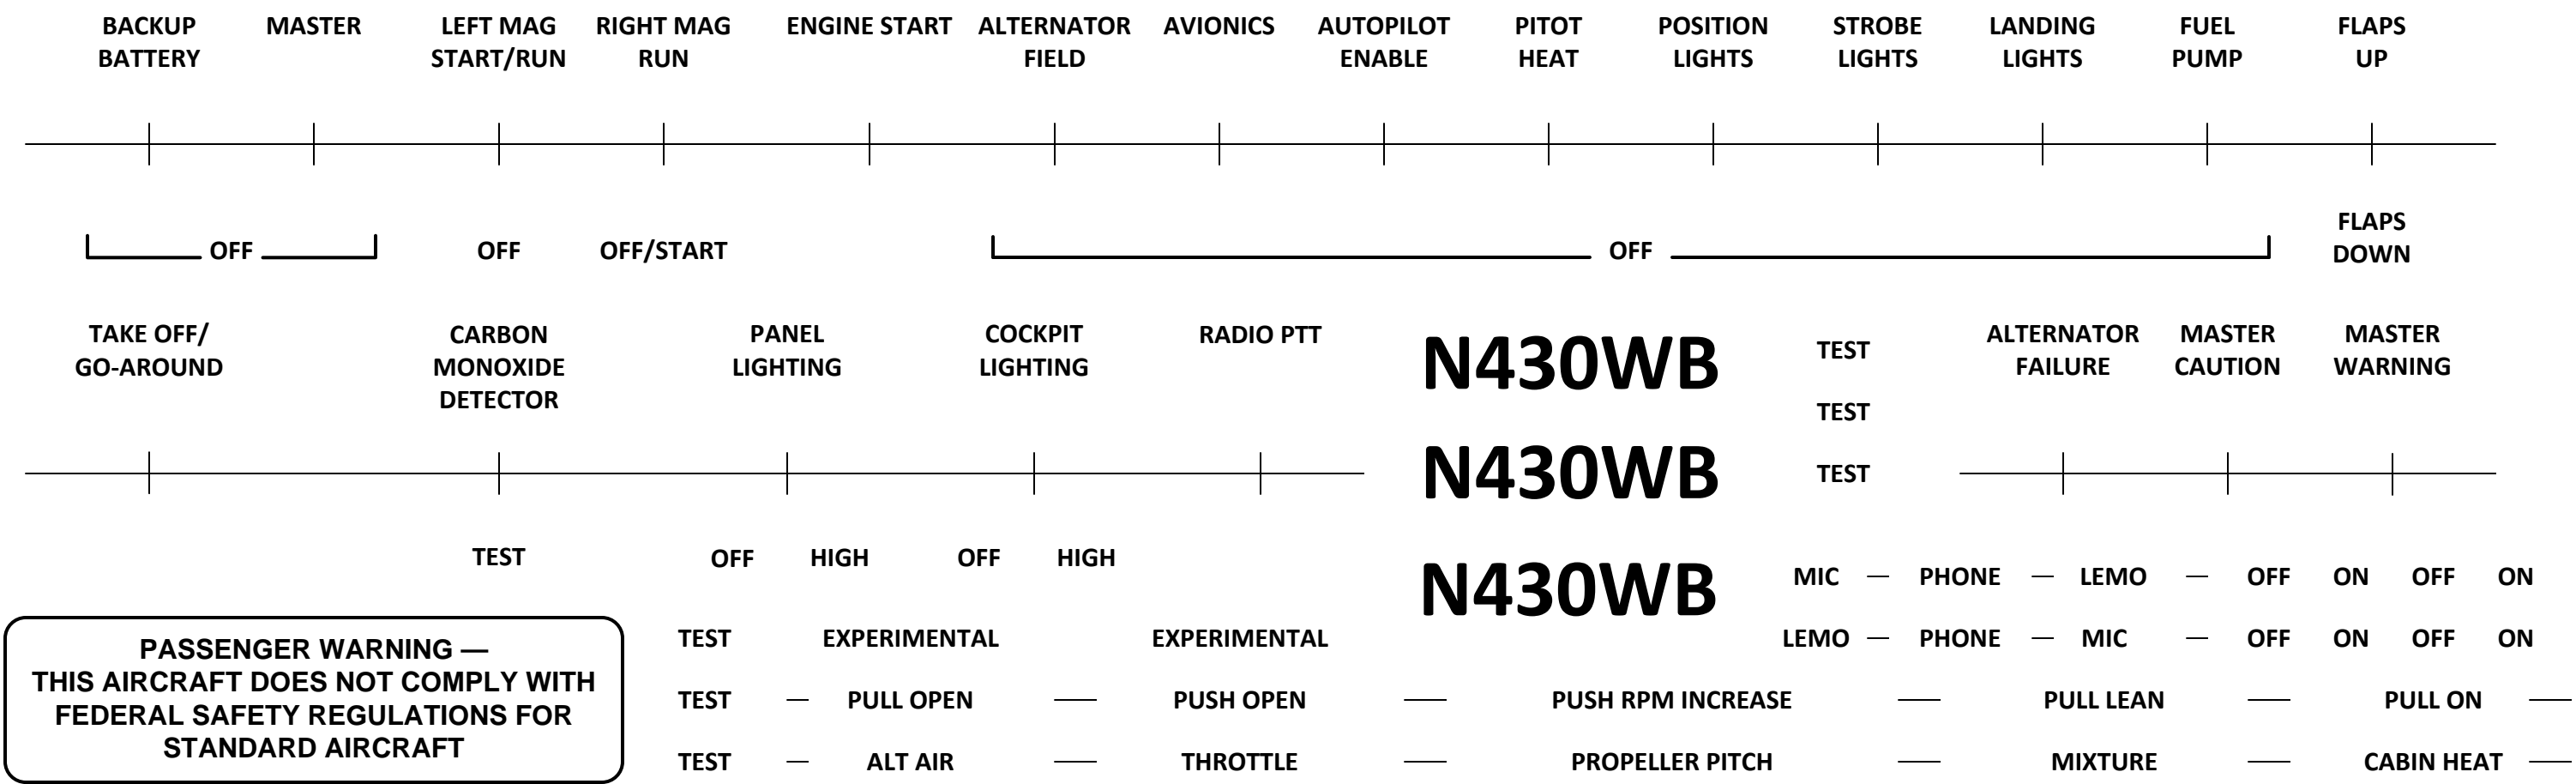 BACKUP MASTER LEFT MAG RIGHT MAG ENGINE START ALTERNATOR AVIONICS AUTOPILOT PITOT POSITION STROBE LANDING FUEL FLAPS
BATTERY START/RUN RUN FIELD ENABLE HEAT LIGHTS LIGHTS LIGHTS PUMP UP
FLAPS
OFF OFF OFF/START OFF DOWN
TAKE OFF/ CARBON PANEL COCKPIT RADIO PTT N430WB TEST ALTERNATOR MASTER MASTER
GO-AROUND MONOXIDE LIGHTING LIGHTING FAILURE CAUTION WARNING
DETECTOR TEST
N430WB TEST
TEST OFF HIGH OFF HIGH
N430WB MIC — PHONE — LEMO — OFF ON OFF ON
TEST EXPERIMENTAL EXPERIMENTAL LEMO — PHONE — MIC — OFF ON OFF ON
PASSENGER WARNING —
THIS AIRCRAFT DOES NOT COMPLY WITH
FEDERAL SAFETY REGULATIONS FOR
STANDARD AIRCRAFT
TEST — PULL OPEN — PUSH OPEN — PUSH RPM INCREASE — PULL LEAN — PULL ON —
TEST — ALT AIR — THROTTLE — PROPELLER PITCH — MIXTURE — CABIN HEAT —